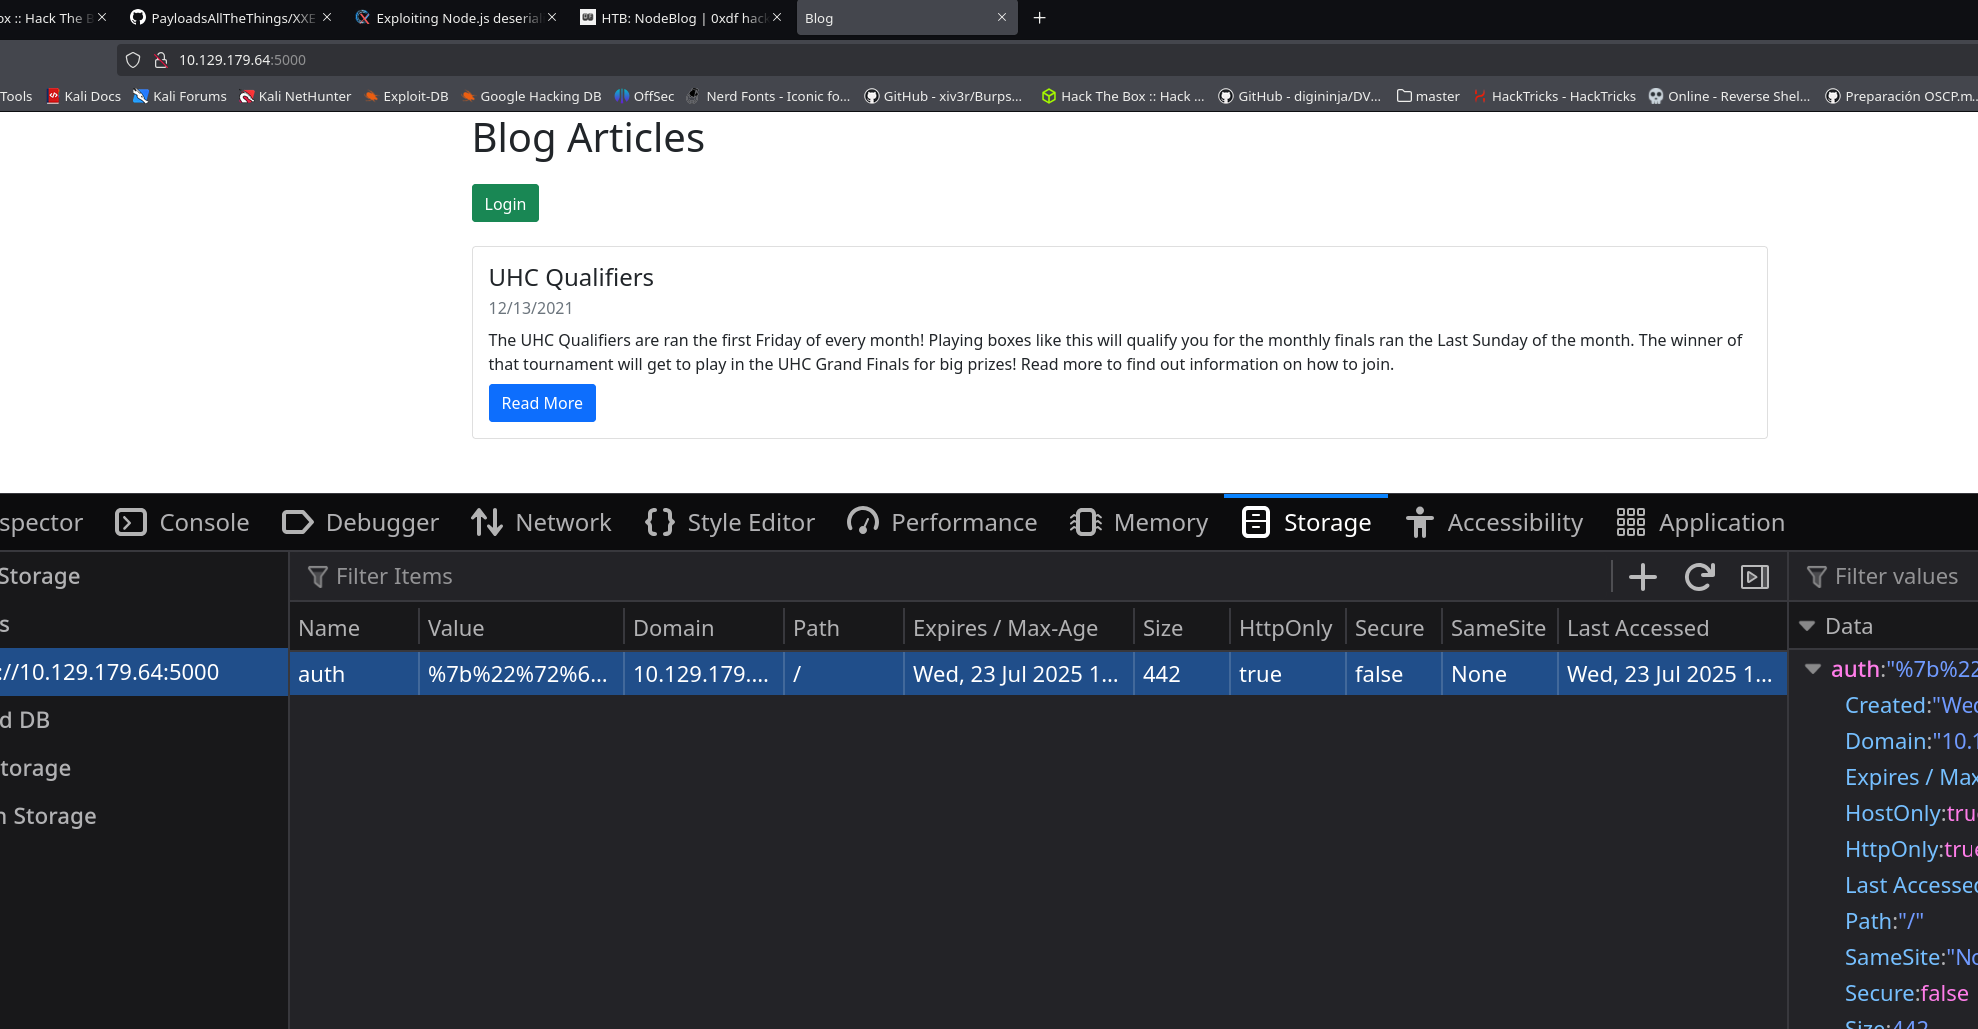 ox :: Hack The B
PayloadsAllTheThings/XXE
Exploiting Node.js deserial
HTB: NodeBlog | 0xdf hack
Blog
10.129.179.64:5000
Tools
Kali Docs
Kali Forums
Kali NetHunter
Exploit-DB
Google Hacking DB
OffSec
Nerd Fonts - Iconic fo...
GitHub - xiv3r/Burps...
Hack The Box :: Hack ...
GitHub - digininja/DV...
master
HackTricks - HackTricks
Online - Reverse Shel...
Preparación OSCP.m...
Blog Articles
Login
UHC Qualifiers
12/13/2021
The UHC Qualifiers are ran the first Friday of every month! Playing boxes like this will qualify you for the monthly finals ran the Last Sunday of the month. The winner of
that tournament will get to play in the UHC Grand Finals for big prizes! Read more to find out information on how to join.
Read More
spector
Console
Debugger
Network
Style Editor
Performance
Memory
Storage
Accessibility
Application
Storage
s
://10.129.179.64:5000
d DB
torage
n Storage
Filter Items
Name Value Domain Path Expires / Max-Age Size HttpOnly Secure SameSite Last Accessed
auth %7b%22%72%6... 10.129.179.... / Wed, 23 Jul 2025 1... 442 true false None Wed, 23 Jul 2025 1...
Filter values
Data
auth:"%7b%22
Created:"Wed
Domain:"10.1
Expires / Max
HostOnly:tru
HttpOnly:true
Last Accessed
Path:"/"
SameSite:"No
Secure:false
Size:442